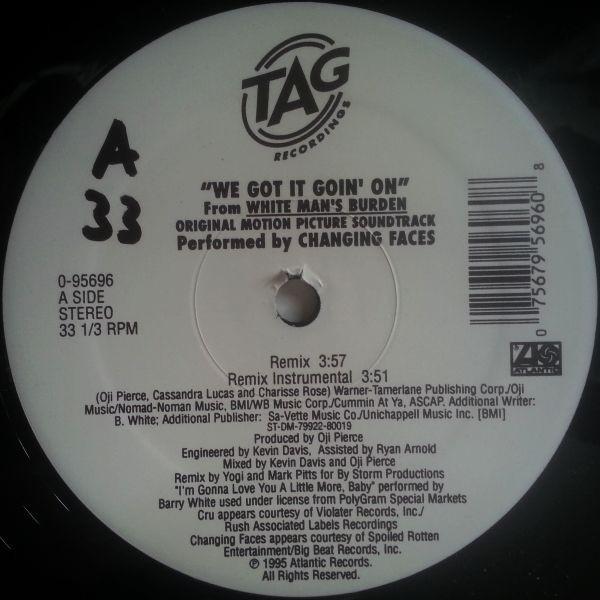 TAG
RECORDINGS
A
33
"WE GOT IT GOIN' ON"
From WHITE MAN'S BURDEN
ORIGINAL MOTION PICTURE SOUNDTRACK
Performed by CHANGING FACES
0-95696
A SIDE
STEREO
33 1/3 RPM
0 75679 56960 8
ATLANTIC
Remix 3:57
Remix Instrumental 3:51
(Oji Pierce, Cassandra Lucas and Charisse Rose) Warner-Tamerlane Publishing Corp./Oji
Music/Nomad-Noman Music, BMI/WB Music Corp./Cummin At Ya, ASCAP. Additional Writer:
B. White; Additional Publisher: Sa-Vette Music Co./Unichappell Music Inc. [BMI]
ST-DM-79922-80019
Produced by Oji Pierce
Engineered by Kevin Davis, Assisted by Ryan Arnold
Mixed by Kevin Davis and Oji Pierce
Remix by Yogi and Mark Pitts for By Storm Productions
"I'm Gonna Love You A Little More, Baby" performed by
Barry White used under license from PolyGram Special Markets
Cru appears courtesy of Violater Records, Inc./
Rush Associated Labels Recordings
Changing Faces appears courtesy of Spoiled Rotten
Entertainment/Big Beat Records, Inc.
℗ 1995 Atlantic Records.
All Rights Reserved.